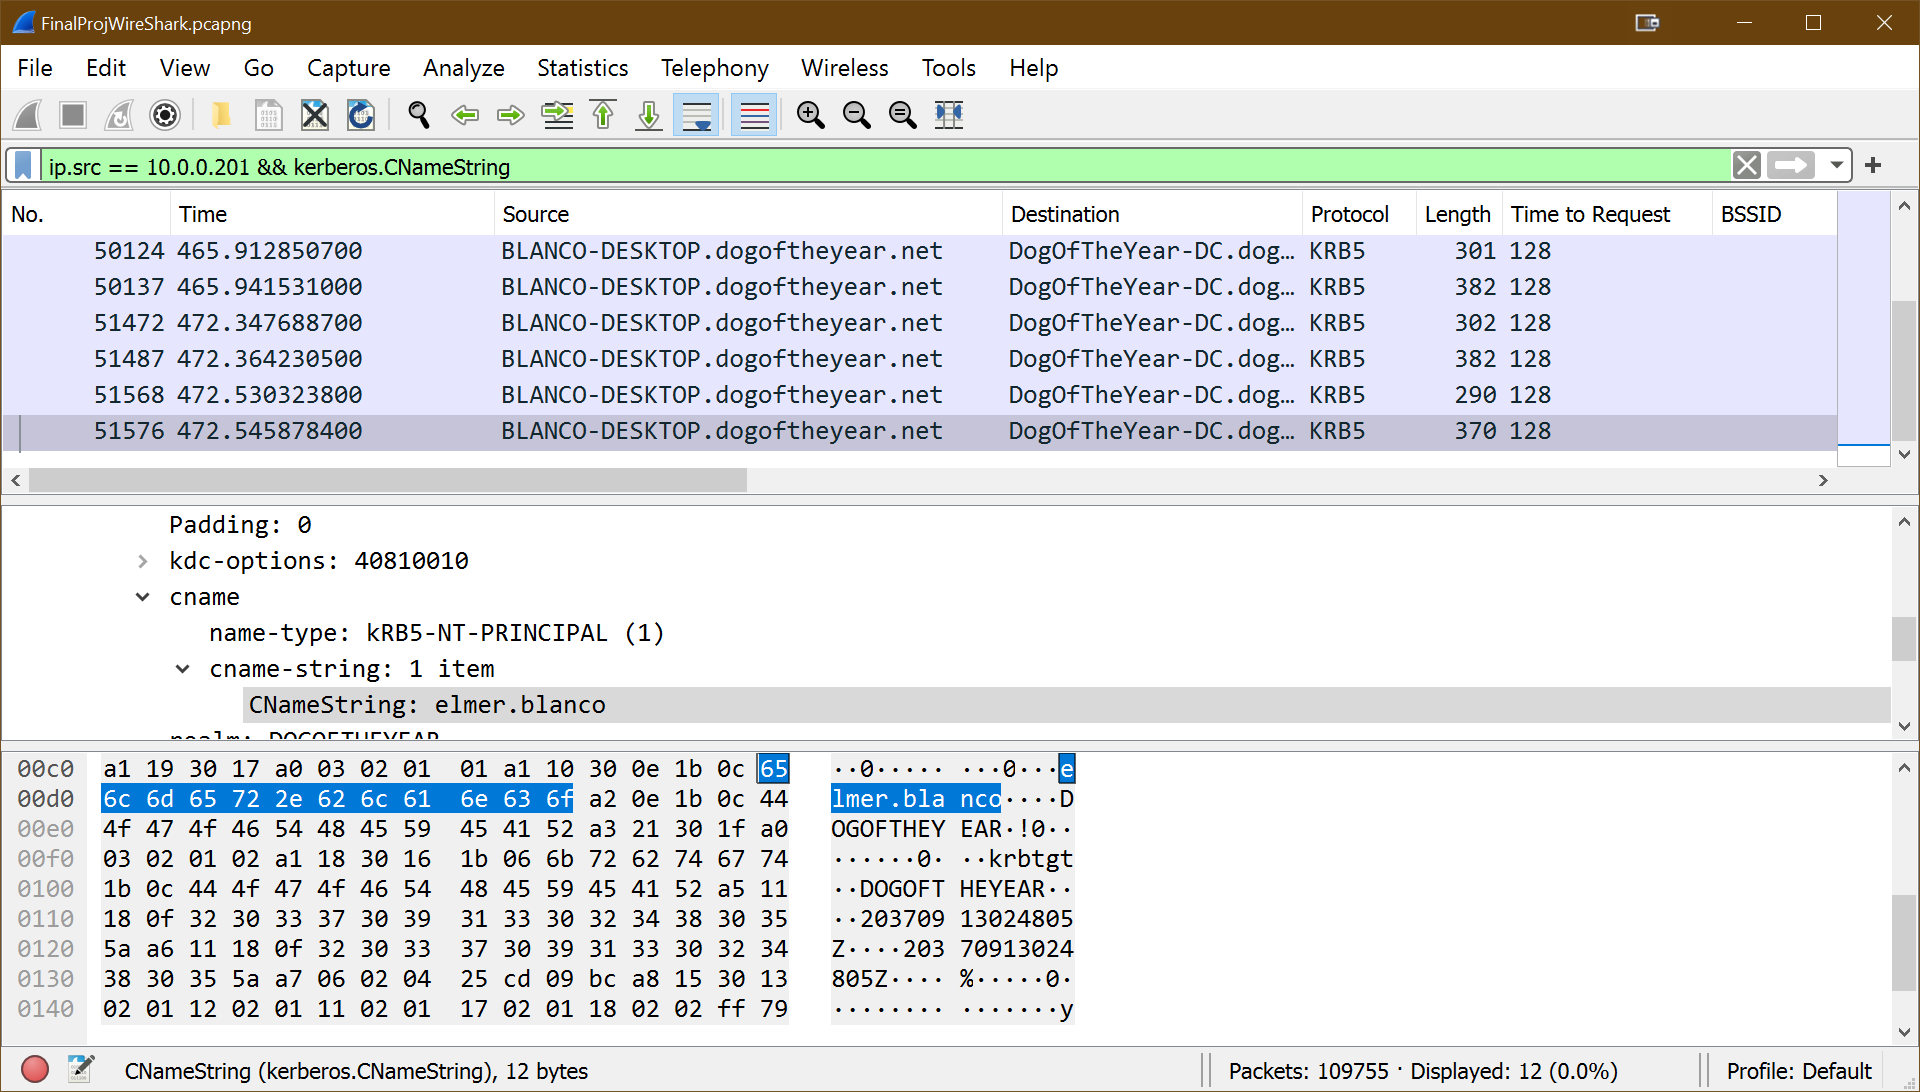 FinalProjWireShark.pcapng
File Edit View Go Capture Analyze Statistics Telephony Wireless Tools Help
ip.src == 10.0.0.201 && kerberos.CNameString
No. Time Source Destination Protocol Length Time to Request BSSID
50124 465.912850700 BLANCO-DESKTOP.dogoftheyear.net DogOfTheYear-DC.dog… KRB5 301 128
50137 465.941531000 BLANCO-DESKTOP.dogoftheyear.net DogOfTheYear-DC.dog… KRB5 382 128
51472 472.347688700 BLANCO-DESKTOP.dogoftheyear.net DogOfTheYear-DC.dog… KRB5 302 128
51487 472.364230500 BLANCO-DESKTOP.dogoftheyear.net DogOfTheYear-DC.dog… KRB5 382 128
51568 472.530323800 BLANCO-DESKTOP.dogoftheyear.net DogOfTheYear-DC.dog… KRB5 290 128
51576 472.545878400 BLANCO-DESKTOP.dogoftheyear.net DogOfTheYear-DC.dog… KRB5 370 128
Padding: 0
kdc-options: 40810010
cname
name-type: kRB5-NT-PRINCIPAL (1)
cname-string: 1 item
CNameString: elmer.blanco
realm: DOGOFTHEYEAR
00c0 a1 19 30 17 a0 03 02 01 01 a1 10 30 0e 1b 0c 65 ··0····· ···0···e
00d0 6c 6d 65 72 2e 62 6c 61 6e 63 6f a2 0e 1b 0c 44 lmer.bla nco····D
00e0 4f 47 4f 46 54 48 45 59 45 41 52 a3 21 30 1f a0 OGOFTHEY EAR·!0··
00f0 03 02 01 02 a1 18 30 16 1b 06 6b 72 62 74 67 74 ······0· ··krbtgt
0100 1b 0c 44 4f 47 4f 46 54 48 45 59 45 41 52 a5 11 ··DOGOFT HEYEAR··
0110 18 0f 32 30 33 37 30 39 31 33 30 32 34 38 30 35 ··203709 13024805
0120 5a a6 11 18 0f 32 30 33 37 30 39 31 33 30 32 34 Z····203 70913024
0130 38 30 35 5a a7 06 02 04 25 cd 09 bc a8 15 30 13 805Z···· %·····0·
0140 02 01 12 02 01 11 02 01 17 02 01 18 02 02 ff 79 ········ ·······y
CNameString (kerberos.CNameString), 12 bytes
Packets: 109755 · Displayed: 12 (0.0%)
Profile: Default